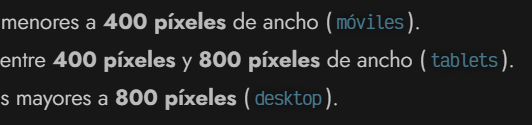 menores a 400 píxeles de ancho ( móviles ).
entre 400 píxeles y 800 píxeles de ancho ( tablets ).
s mayores a 800 píxeles ( desktop ).